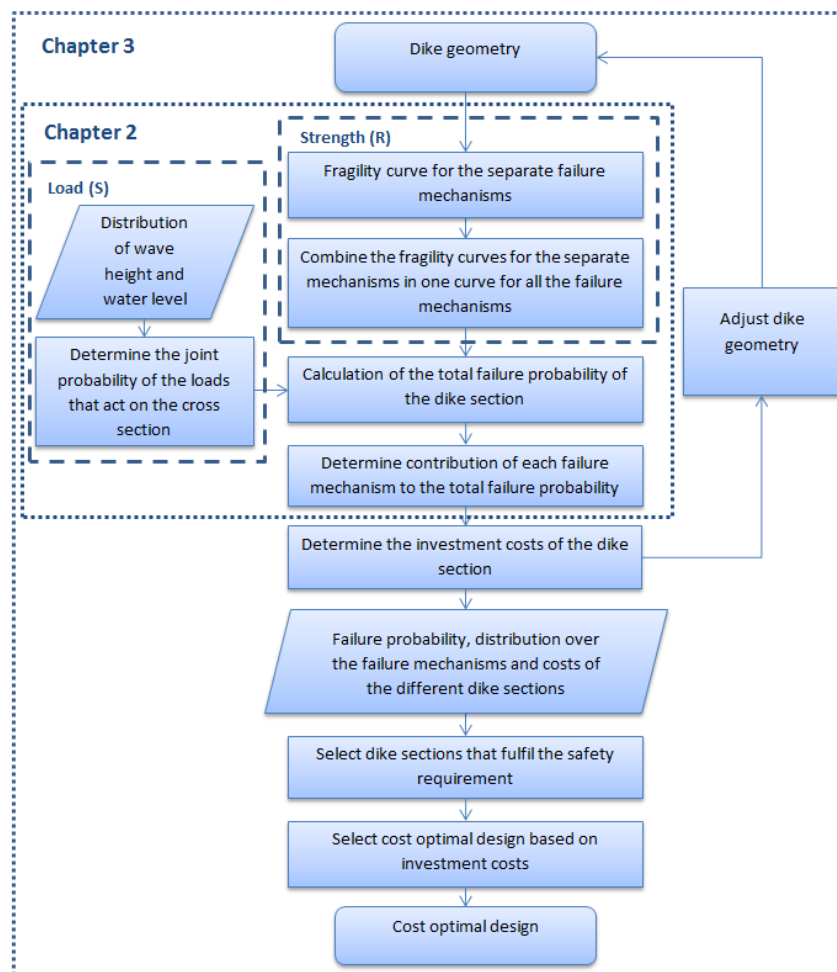 Chapter 3
Dike geometry
Chapter 2
Strength (R)
Fragility curve for the separate failure
mechanisms
Load (S)
Distribution
of wave
height and
water level
Combine the fragility curves for the separate
mechanisms in one curve for all the failure
mechanisms
Adjust dike
geometry
Determine the joint
probability of the loads
that act on the cross
section
Calculation of the total failure probability of
the dike section
Determine contribution of each failure
mechanism to the total failure probability
Determine the investment costs of the dike
section
Failure probability, distribution over
the failure mechanisms and costs of
the different dike sections
Select dike sections that fulfil the safety
requirement
Select cost optimal design based on
investment costs
Cost optimal design